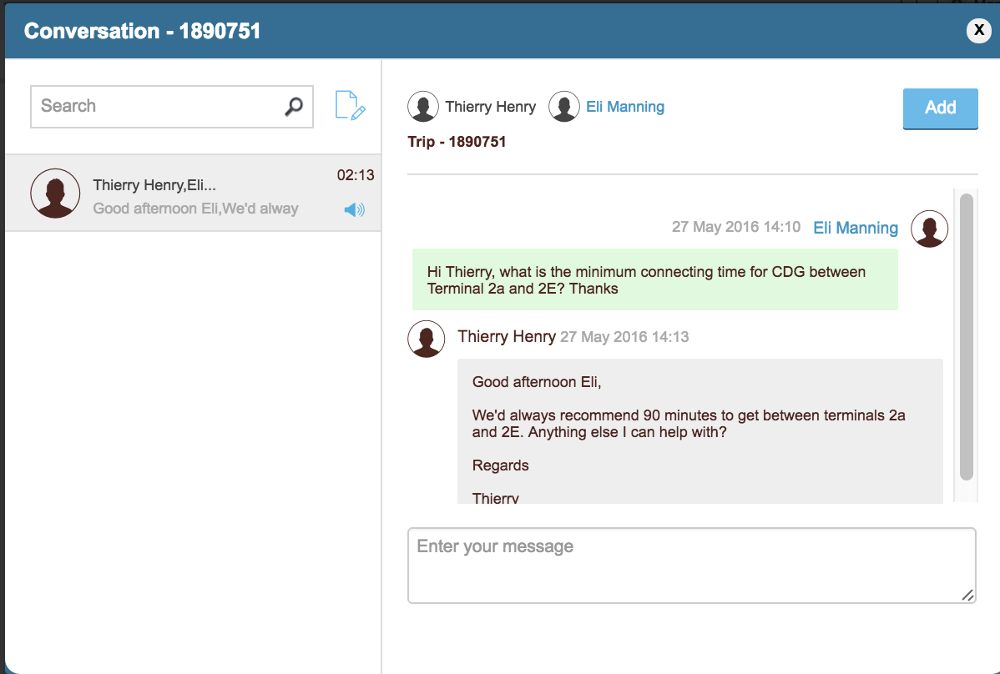 Conversation - 1890751
X
Search
Thierry Henry,Eli...
02:13
Good afternoon Eli,We'd alway
Thierry Henry
Eli Manning
Add
Trip - 1890751
27 May 2016 14:10 Eli Manning
Hi Thierry, what is the minimum connecting time for CDG between
Terminal 2a and 2E? Thanks
Thierry Henry 27 May 2016 14:13
Good afternoon Eli,
We'd always recommend 90 minutes to get between terminals 2a
and 2E. Anything else I can help with?
Regards
Thierry
Enter your message